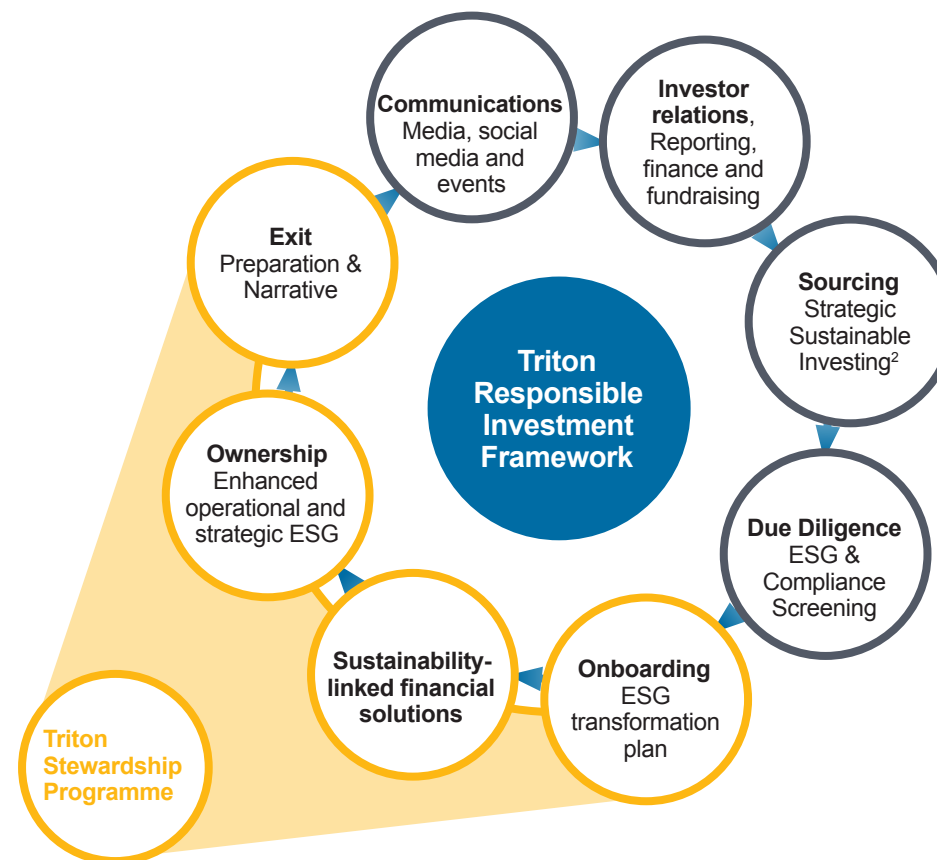 Communications
Media, social
media and
events
Investor
relations,
Reporting,
finance and
fundraising
Sourcing
Strategic
Sustainable
Investing²
Due Diligence
ESG &
Compliance
Screening
Onboarding
ESG
transformation
plan
Sustainability-
linked financial
solutions
Ownership
Enhanced
operational and
strategic ESG
Exit
Preparation &
Narrative
Triton
Responsible
Investment
Framework
Triton
Stewardship
Programme